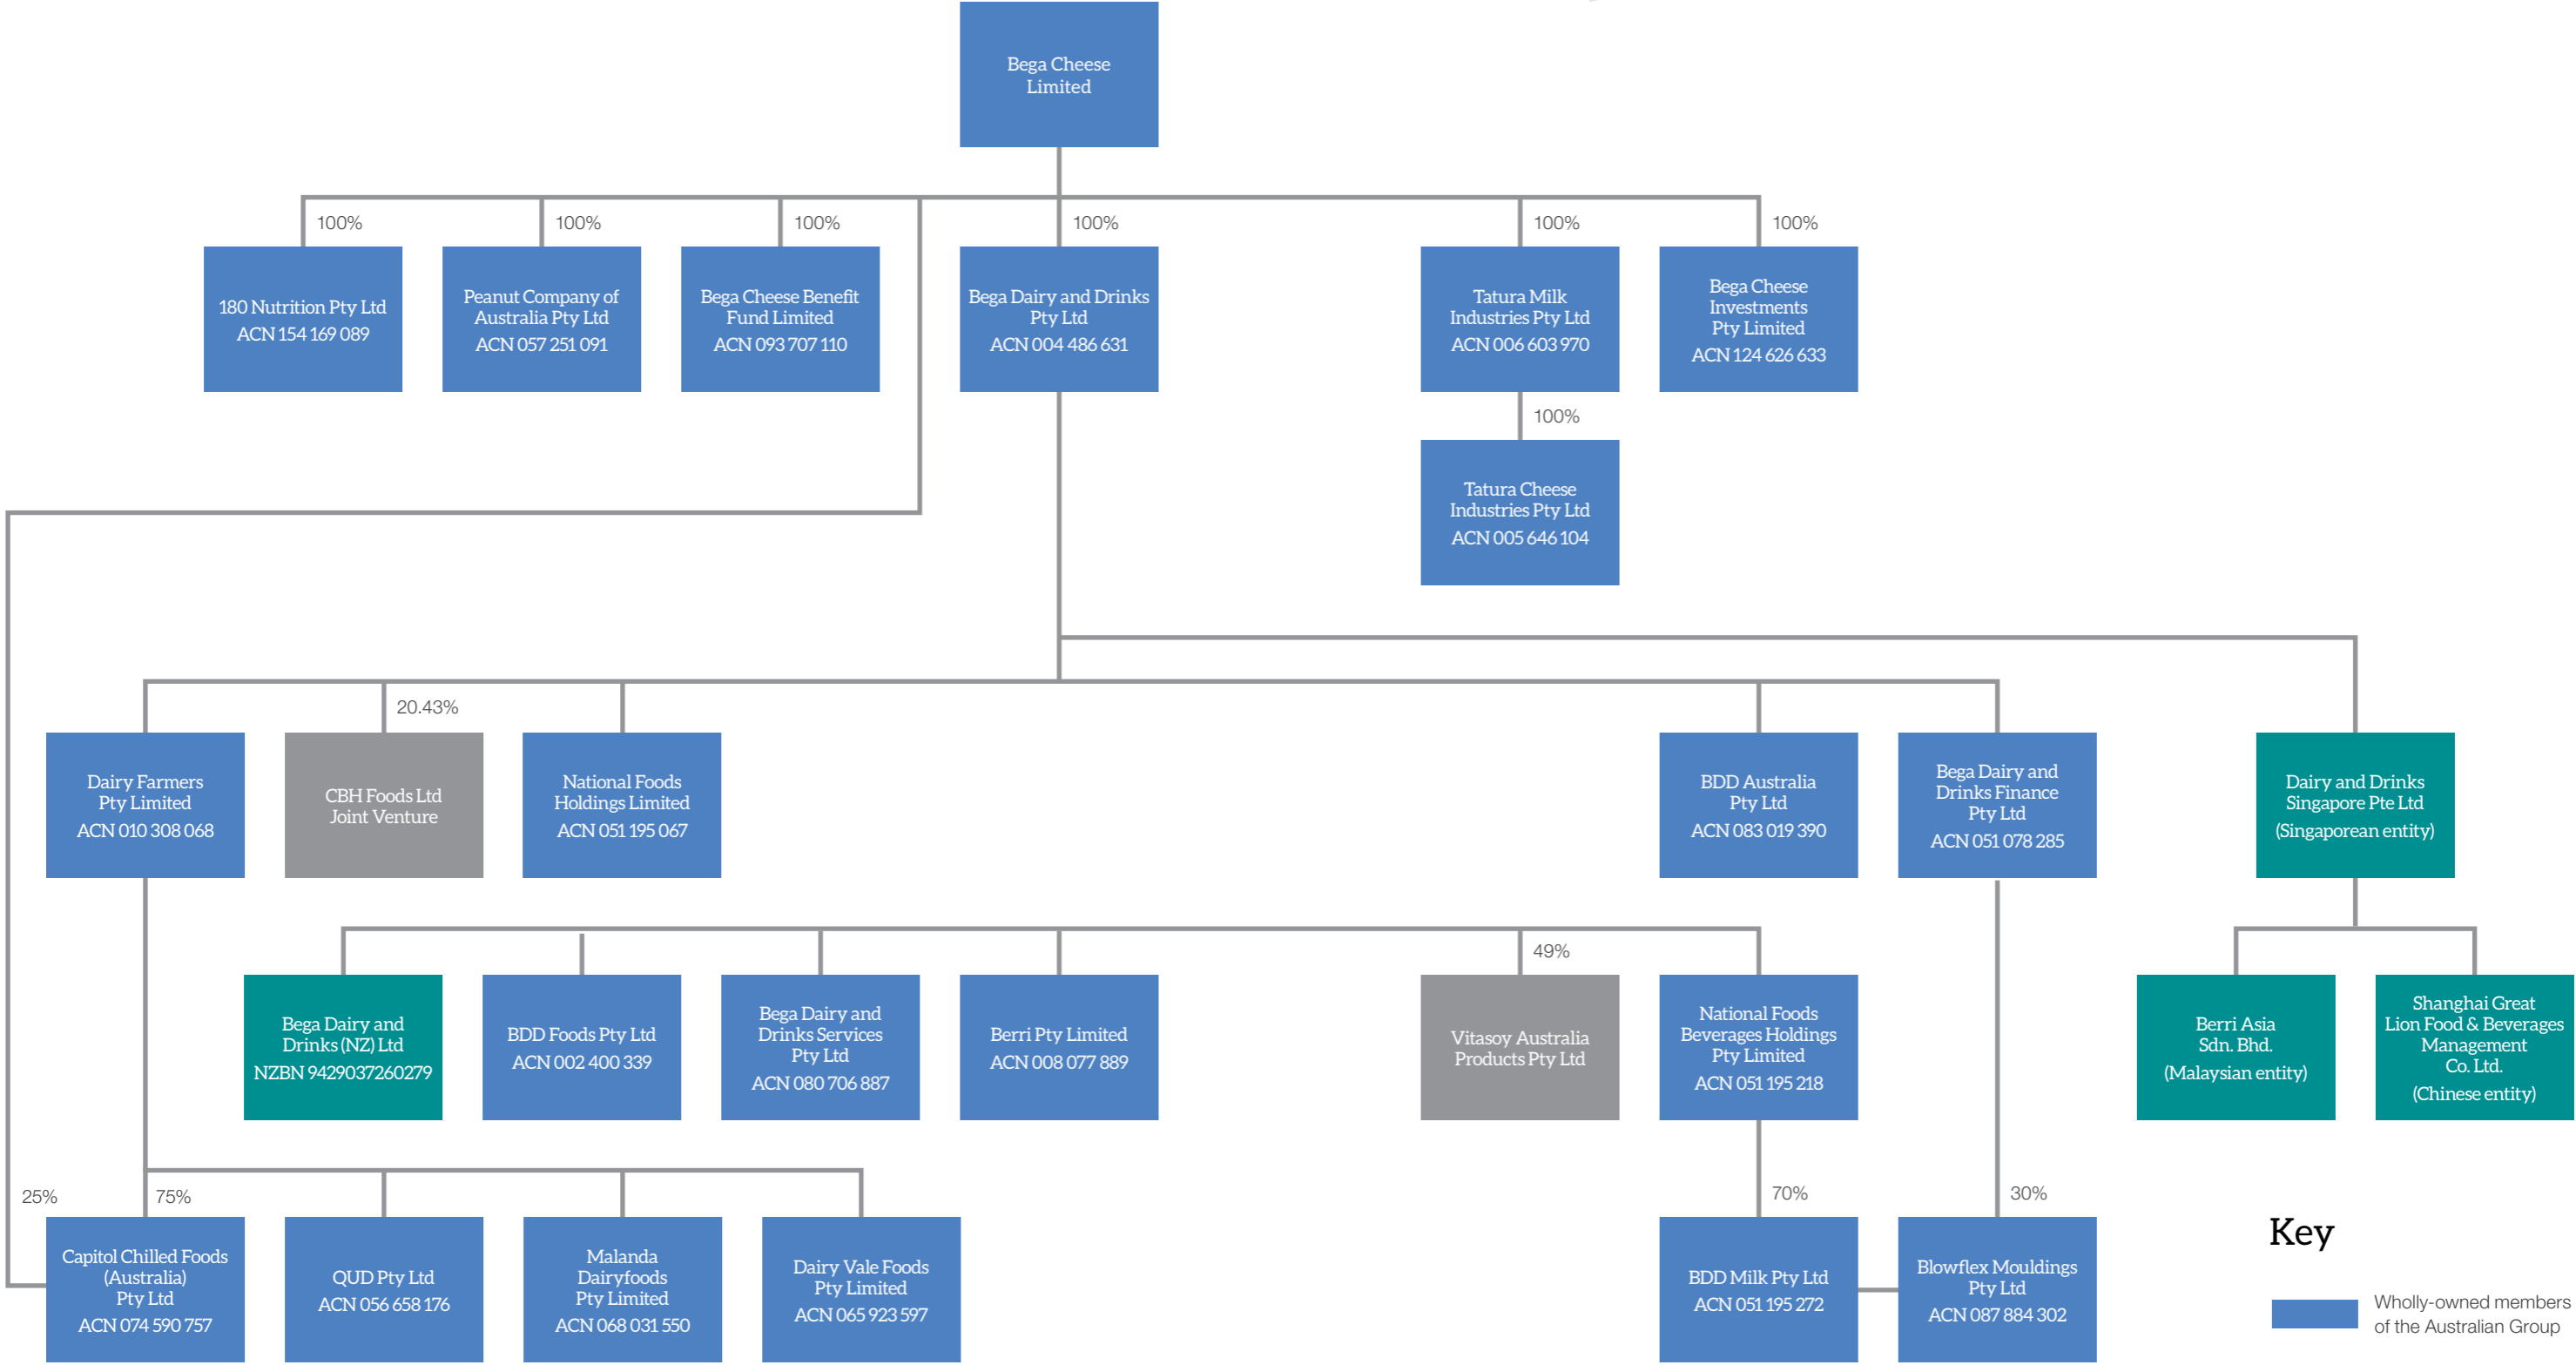 Bega Cheese
Limited
100%
100%
100%
100%
100%
100%
180 Nutrition Pty Ltd
ACN 154 169 089
Peanut Company of
Australia Pty Ltd
ACN 057 251 091
Bega Cheese Benefit
Fund Limited
ACN 093 707 110
Bega Dairy and Drinks
Pty Ltd
ACN 004 486 631
Tatura Milk
Industries Pty Ltd
ACN 006 603 970
Bega Cheese
Investments
Pty Limited
ACN 124 626 633
100%
Tatura Cheese
Industries Pty Ltd
ACN 005 646 104
20.43%
Dairy Farmers
Pty Limited
ACN 010 308 068
CBH Foods Ltd
Joint Venture
National Foods
Holdings Limited
ACN 051 195 067
BDD Australia
Pty Ltd
ACN 083 019 390
Bega Dairy and
Drinks Finance
Pty Ltd
ACN 051 078 285
Dairy and Drinks
Singapore Pte Ltd
(Singaporean entity)
49%
Bega Dairy and
Drinks (NZ) Ltd
NZBN 9429037260279
BDD Foods Pty Ltd
ACN 002 400 339
Bega Dairy and
Drinks Services
Pty Ltd
ACN 080 706 887
Berri Pty Limited
ACN 008 077 889
Vitasoy Australia
Products Pty Ltd
National Foods
Beverages Holdings
Pty Limited
ACN 051 195 218
Berri Asia
Sdn. Bhd.
(Malaysian entity)
Shanghai Great
Lion Food & Beverages
Management
Co. Ltd.
(Chinese entity)
25%
75%
70%
30%
Capitol Chilled Foods
(Australia)
Pty Ltd
ACN 074 590 757
QUD Pty Ltd
ACN 056 658 176
Malanda
Dairyfoods
Pty Limited
ACN 068 031 550
Dairy Vale Foods
Pty Limited
ACN 065 923 597
BDD Milk Pty Ltd
ACN 051 195 272
Blowflex Mouldings
Pty Ltd
ACN 087 884 302
Key
Wholly-owned members
of the Australian Group